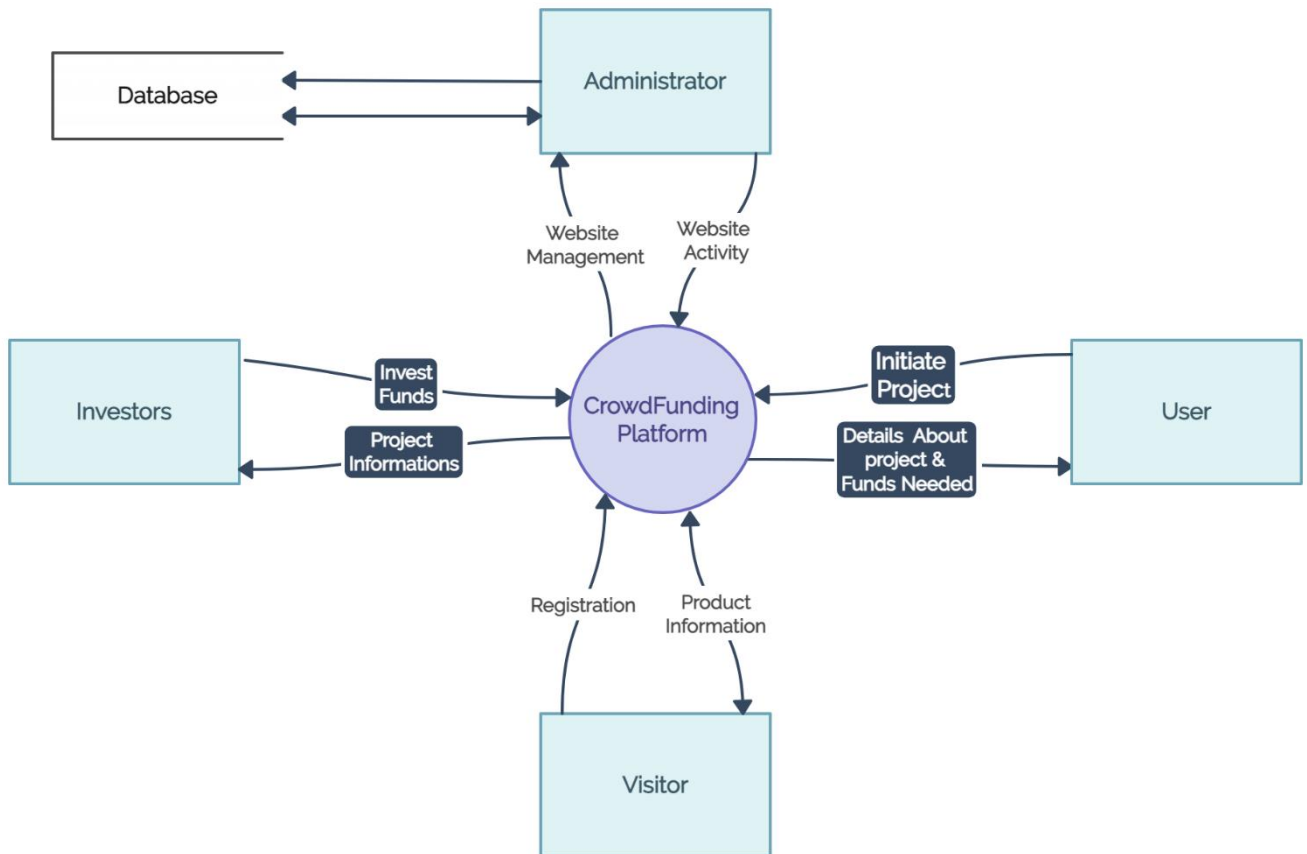 Database
Administrator
Website
Management
Website
Activity
Investors
Invest
Funds
Project
Informations
CrowdFunding
Platform
Initiate
Project
Details About
project &
Funds Needed
User
Registration
Product
Information
Visitor